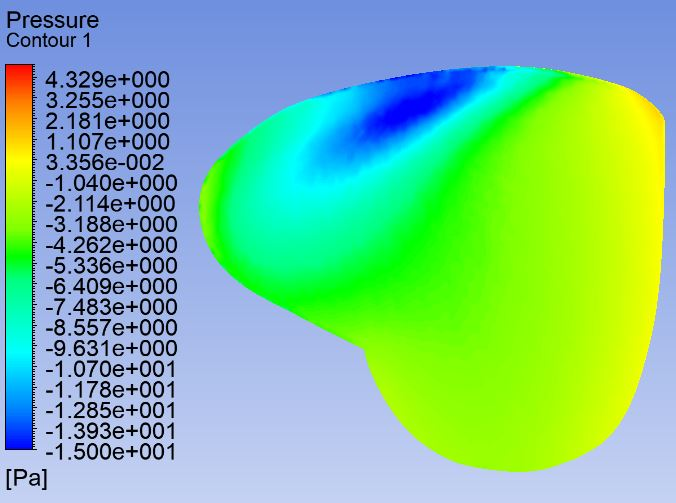 Pressure
Contour 1
4.329e+000
3.255e+000
2.181e+000
1.107e+000
3.356e-002
-1.040e+000
-2.114e+000
-3.188e+000
-4.262e+000
-5.336e+000
-6.409e+000
-7.483e+000
-8.557e+000
-9.631e+000
-1.070e+001
-1.178e+001
-1.285e+001
-1.393e+001
-1.500e+001
[Pa]